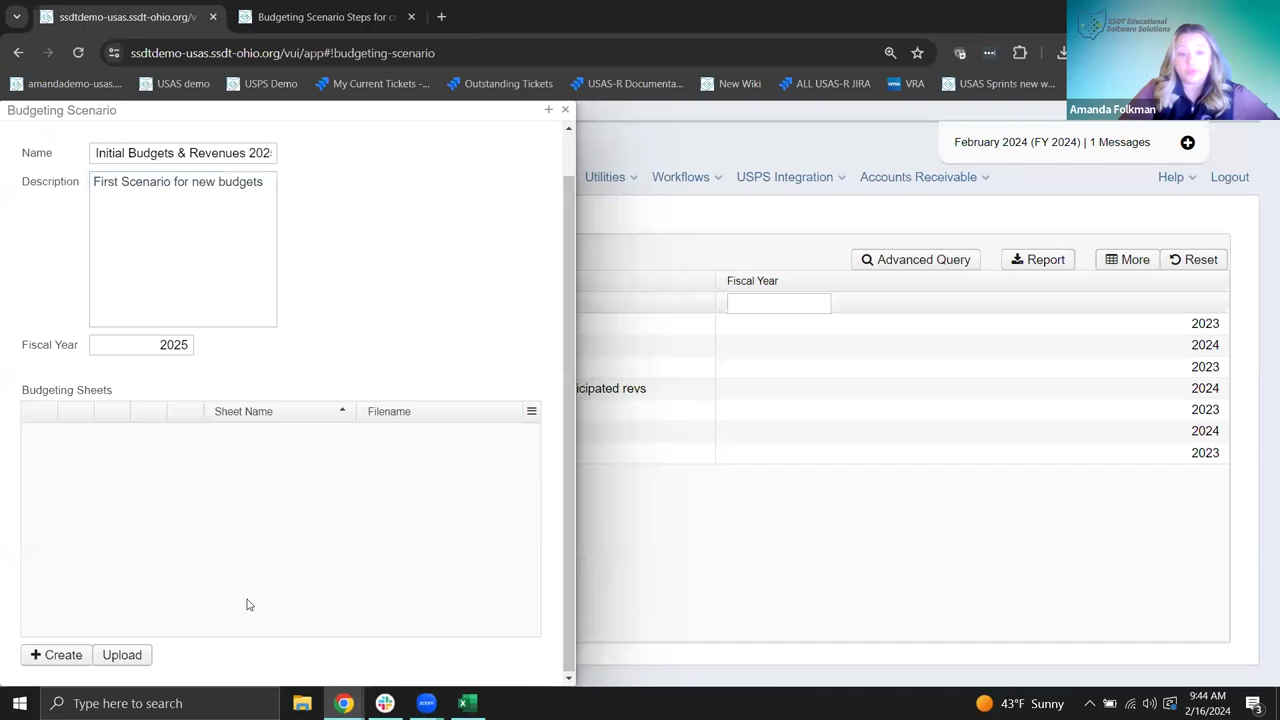 ssdtdemo-usas.ssdt-ohio.org/v
Budgeting Scenario Steps for c
ssdtdemo-usas.ssdt-ohio.org/vui/app#!budgeting-scenario
amandademo-usas...
USAS demo
USPS Demo
My Current Tickets -...
Outstanding Tickets
USAS-R Documenta...
New Wiki
ALL USAS-R JIRA
vmw VRA
USAS Sprints new w...
SSDT Educational
Software Solutions
Amanda Folkman
Budgeting Scenario
February 2024 (FY 2024) | 1 Messages
Name Initial Budgets & Revenues 202
Description First Scenario for new budgets
Utilities Workflows USPS Integration Accounts Receivable Help Logout
Advanced Query Report More Reset
Fiscal Year
2023
2024
2023
icipated revs 2024
2023
2024
2023
Fiscal Year 2025
Budgeting Sheets
Sheet Name Filename
+ Create Upload
Type here to search
zoom
43°F Sunny
9:44 AM
2/16/2024
3